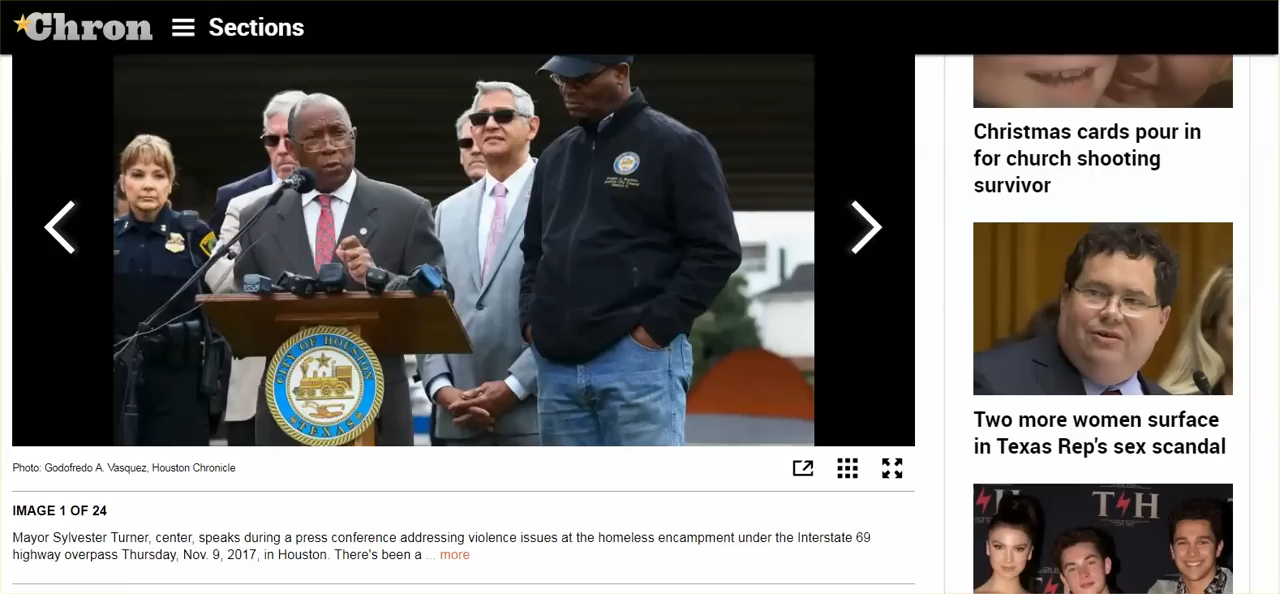 Chron
Sections
CITY OF HOUSTON
TEXAS
Photo: Godofredo A. Vasquez, Houston Chronicle
IMAGE 1 OF 24
Mayor Sylvester Turner, center, speaks during a press conference addressing violence issues at the homeless encampment under the Interstate 69
highway overpass Thursday, Nov. 9, 2017, in Houston. There's been a ... more
Christmas cards pour in
for church shooting
survivor
Two more women surface
in Texas Rep's sex scandal
T H